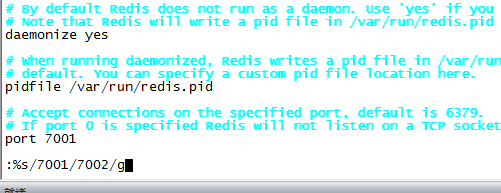 # By default Redis does not run as a daemon. Use 'yes' if you
# Note that Redis will write a pid file in /var/run/redis.pid
daemonize yes
# When running daemonized, Redis writes a pid file in /var/run
# default. You can specify a custom pid file location here.
pidfile /var/run/redis.pid
# Accept connections on the specified port, default is 6379.
# If port 0 is specified Redis will not listen on a TCP socket
port 7001
:%s/7001/7002/g
就绪